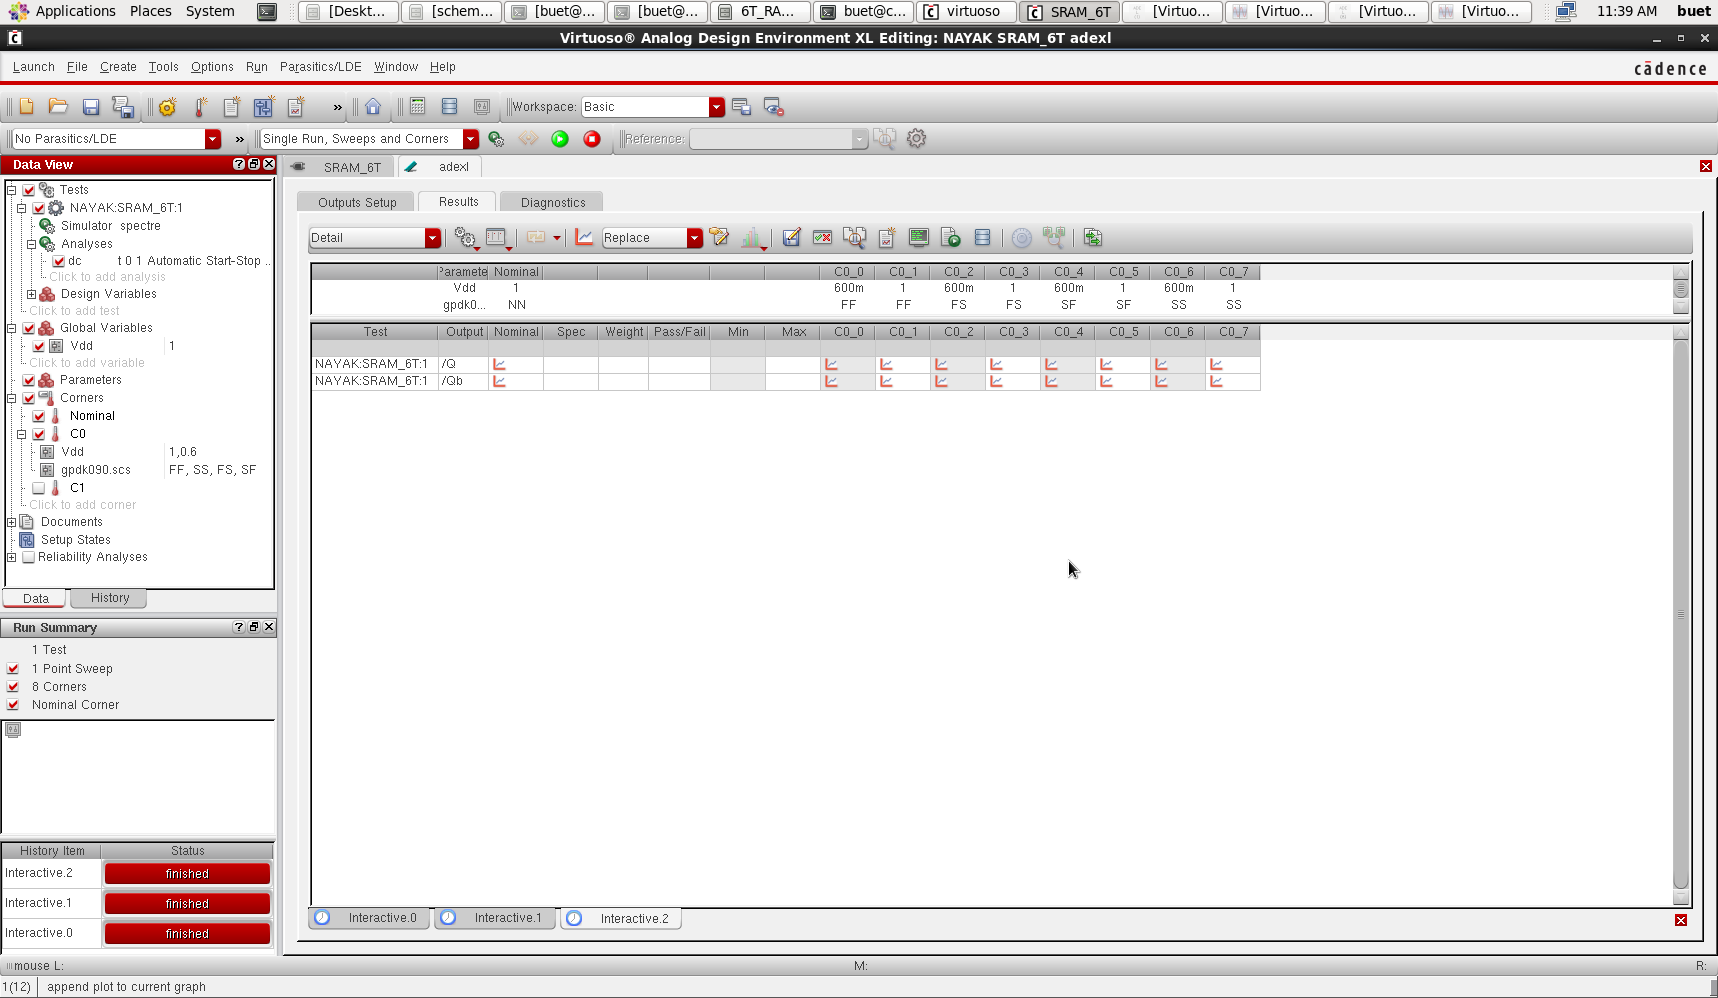 Applications Places System [Deskt... [schem... [buet@... [buet@... 6T_RA... buet@c... virtuoso SRAM_6T [Virtuo... [Virtuo... [Virtuo... [Virtuo... 11:39 AM buet
Virtuoso® Analog Design Environment XL Editing: NAYAK SRAM_6T adexl
Launch File Create Tools Options Run Parasitics/LDE Window Help cādence
» Workspace: Basic
No Parasitics/LDE » Single Run, Sweeps and Corners Reference:
Data View
SRAM_6T adexl
Tests
NAYAK:SRAM_6T:1
Simulator spectre
Analyses
dc t 0 1 Automatic Start-Stop ..
Click to add analysis
Design Variables
Click to add test
Global Variables
Vdd 1
Click to add variable
Parameters
Corners
Nominal
C0
Vdd 1,0.6
gpdk090.scs FF, SS, FS, SF
C1
Click to add corner
Documents
Setup States
Reliability Analyses
Data History
Run Summary
1 Test
1 Point Sweep
8 Corners
Nominal Corner
History Item Status
Interactive.2 finished
Interactive.1 finished
Interactive.0 finished
Outputs Setup Results Diagnostics
Detail Replace
Paramete Nominal C0_0 C0_1 C0_2 C0_3 C0_4 C0_5 C0_6 C0_7
Vdd 1 600m 1 600m 1 600m 1 600m 1
gpdk0... NN FF FF FS FS SF SF SS SS
Test Output Nominal Spec Weight Pass/Fail Min Max C0_0 C0_1 C0_2 C0_3 C0_4 C0_5 C0_6 C0_7
NAYAK:SRAM_6T:1 /Q
NAYAK:SRAM_6T:1 /Qb
Interactive.0 Interactive.1 Interactive.2
mouse L: M: R:
1(12) append plot to current graph